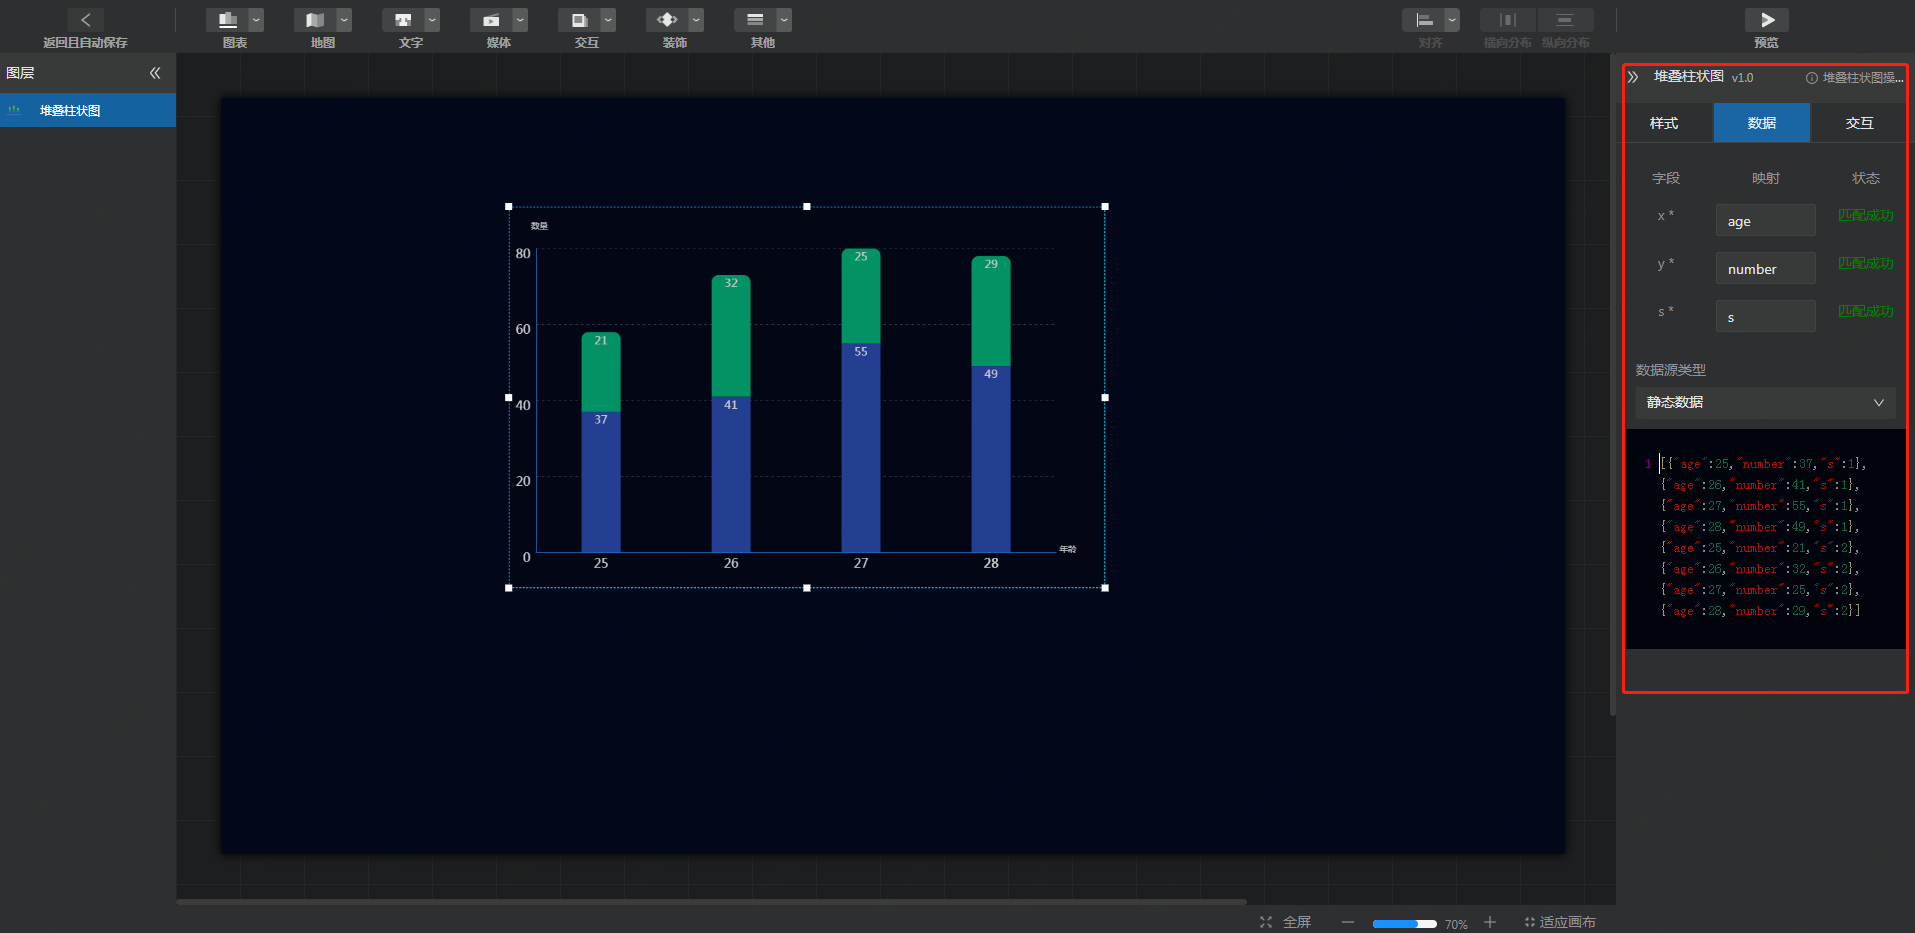 返回且自动保存
图表
地图
文字
媒体
交互
装饰
其他
对齐
横向分布
纵向分布
预览
图层
堆叠柱状图
数量
80
60
40
20
0
21
37
32
41
25
55
29
49
25
26
27
28
年龄
堆叠柱状图 v1.0 堆叠柱状图操...
样式 数据 交互
字段 映射 状态
x * age 匹配成功
y * number 匹配成功
s * s 匹配成功
数据源类型
静态数据
1 [{"age":25,"number":37,"s":1},
{"age":26,"number":41,"s":1},
{"age":27,"number":55,"s":1},
{"age":28,"number":49,"s":1},
{"age":25,"number":21,"s":2},
{"age":26,"number":32,"s":2},
{"age":27,"number":25,"s":2},
{"age":28,"number":29,"s":2}]
全屏 70% 适应画布